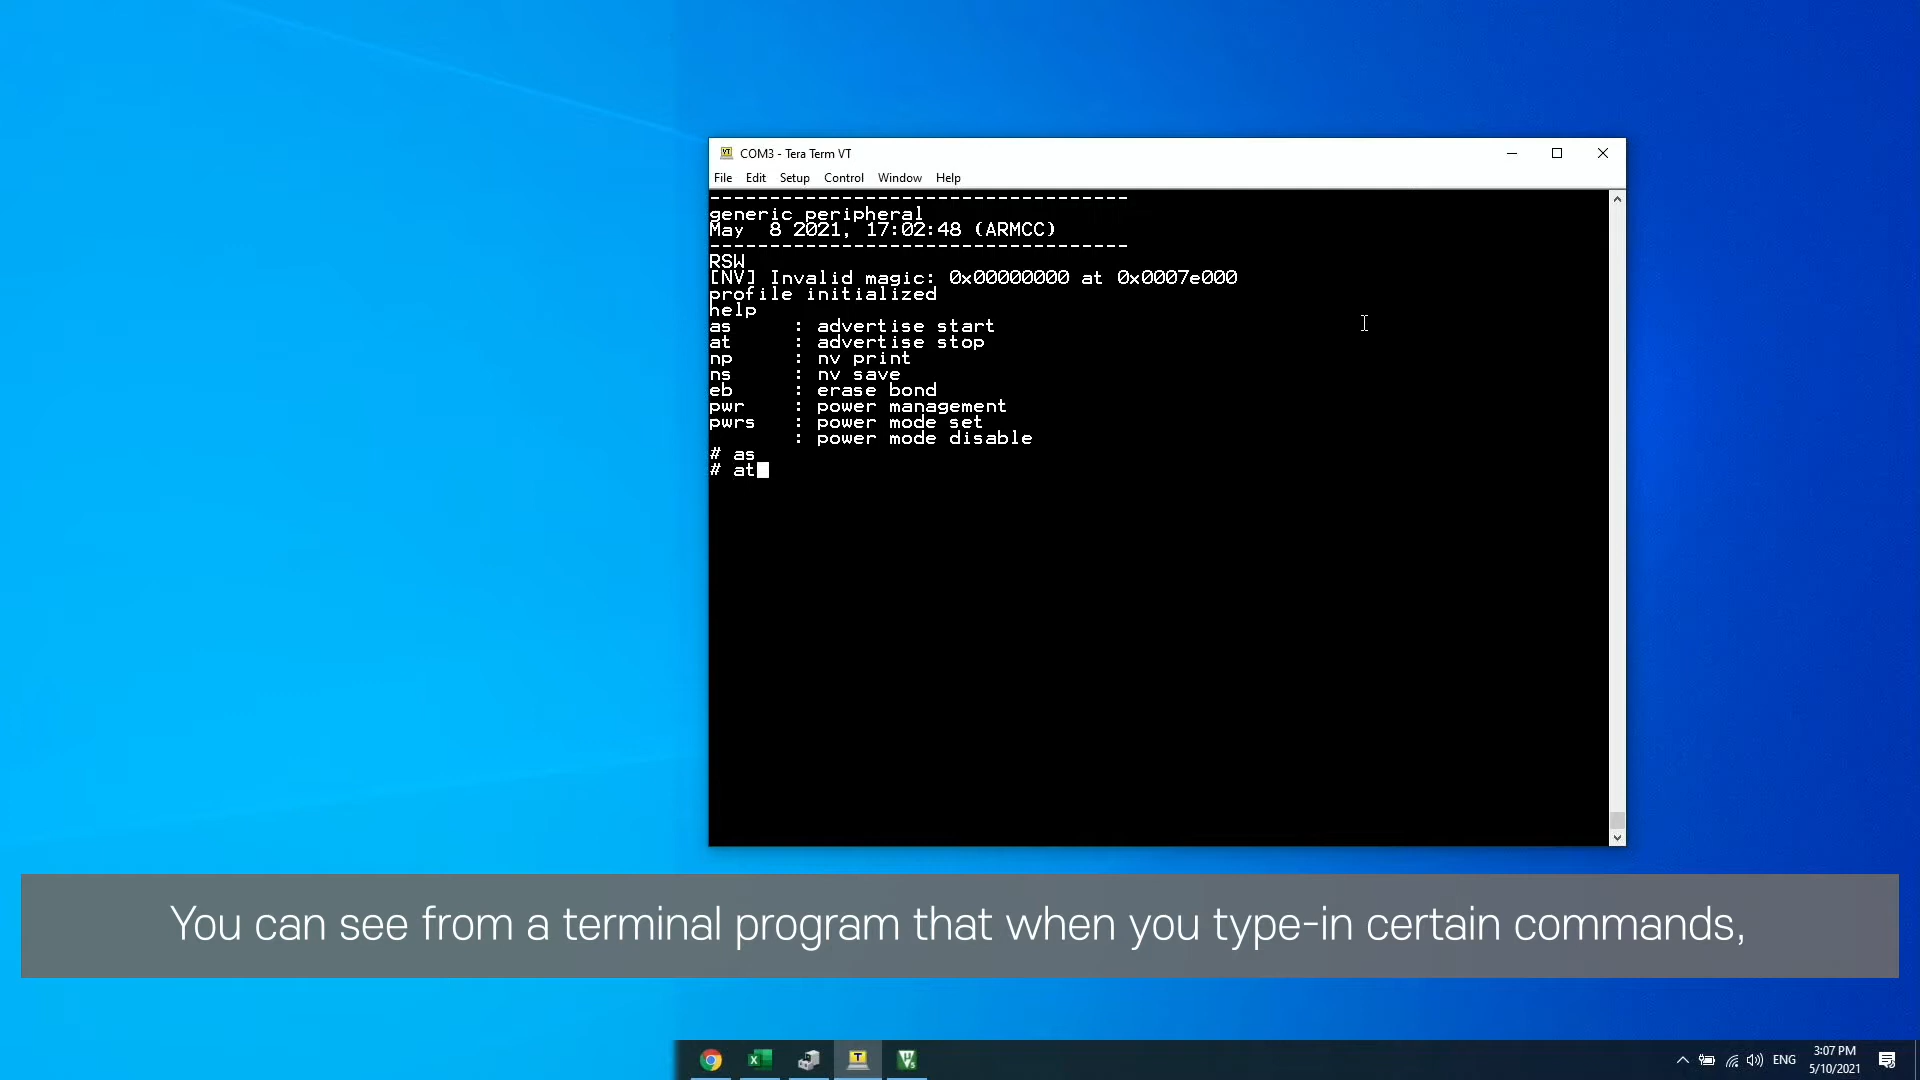 COM3 - Tera Term VT
File Edit Setup Control Window Help
-----------------------------------
generic peripheral
May  8 2021, 17:02:48 (ARMCC)
-----------------------------------
RSW
[NV] Invalid magic: 0x00000000 at 0x0007e000
profile initialized
help
as     : advertise start
at     : advertise stop
np     : nv print
ns     : nv save
eb     : erase bond
pwr    : power management
pwrs   : power mode set
       : power mode disable
# as
# at
You can see from a terminal program that when you type-in certain commands,
ENG
3:07 PM
5/10/2021